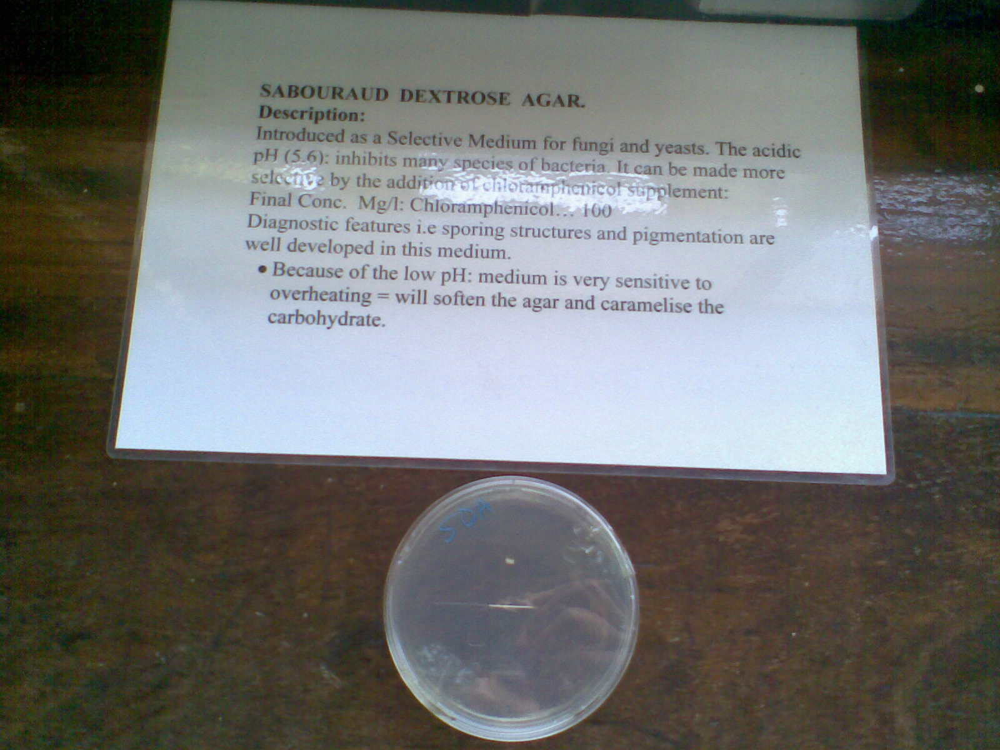 SABOURAUD DEXTROSE AGAR.
Description:
Introduced as a Selective Medium for fungi and yeasts. The acidic
pH (5.6): inhibits many species of bacteria. It can be made more
selective by the addition of chloramphenicol supplement:
Final Conc. Mg/l: Chloramphenicol... 100
Diagnostic features i.e sporing structures and pigmentation are
well developed in this medium.
• Because of the low pH: medium is very sensitive to
overheating = will soften the agar and caramelise the
carbohydrate.
SDA